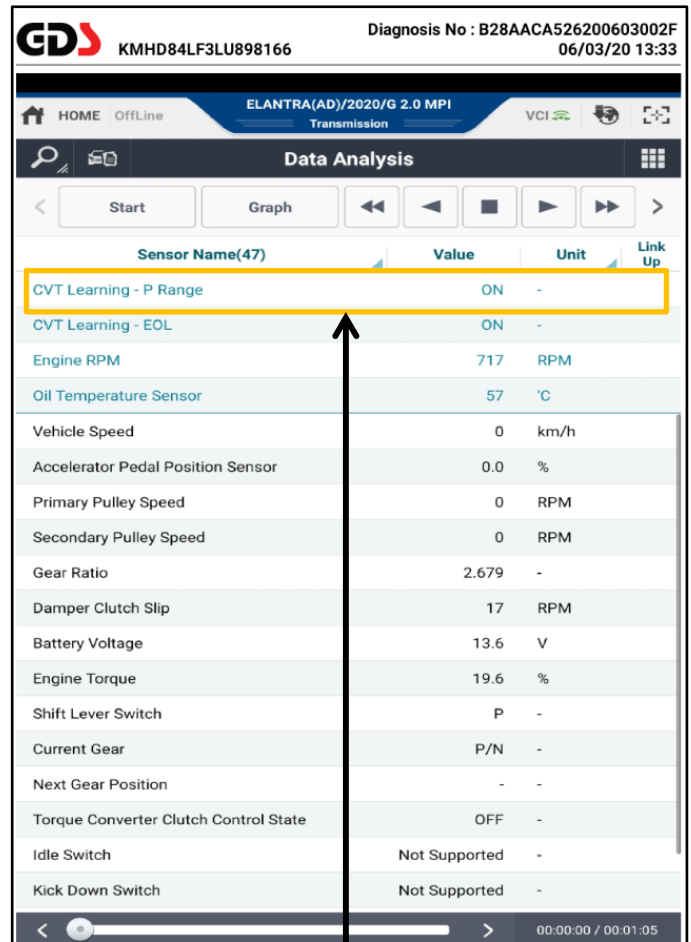 GDS
KMHD84LF3LU898166
Diagnosis No : B28AACA526200603002F
06/03/20 13:33
HOME OffLine
ELANTRA(AD)/2020/G 2.0 MPI
Transmission
VCI
Data Analysis
< Start Graph >
Sensor Name(47) Value Unit Link Up
CVT Learning - P Range ON -
CVT Learning - EOL ON -
Engine RPM 717 RPM
Oil Temperature Sensor 57 'C
Vehicle Speed 0 km/h
Accelerator Pedal Position Sensor 0.0 %
Primary Pulley Speed 0 RPM
Secondary Pulley Speed 0 RPM
Gear Ratio 2.679 -
Damper Clutch Slip 17 RPM
Battery Voltage 13.6 V
Engine Torque 19.6 %
Shift Lever Switch P -
Current Gear P/N -
Next Gear Position - -
Torque Converter Clutch Control State OFF -
Idle Switch Not Supported -
Kick Down Switch Not Supported -
< > 00:00:00 / 00:01:05